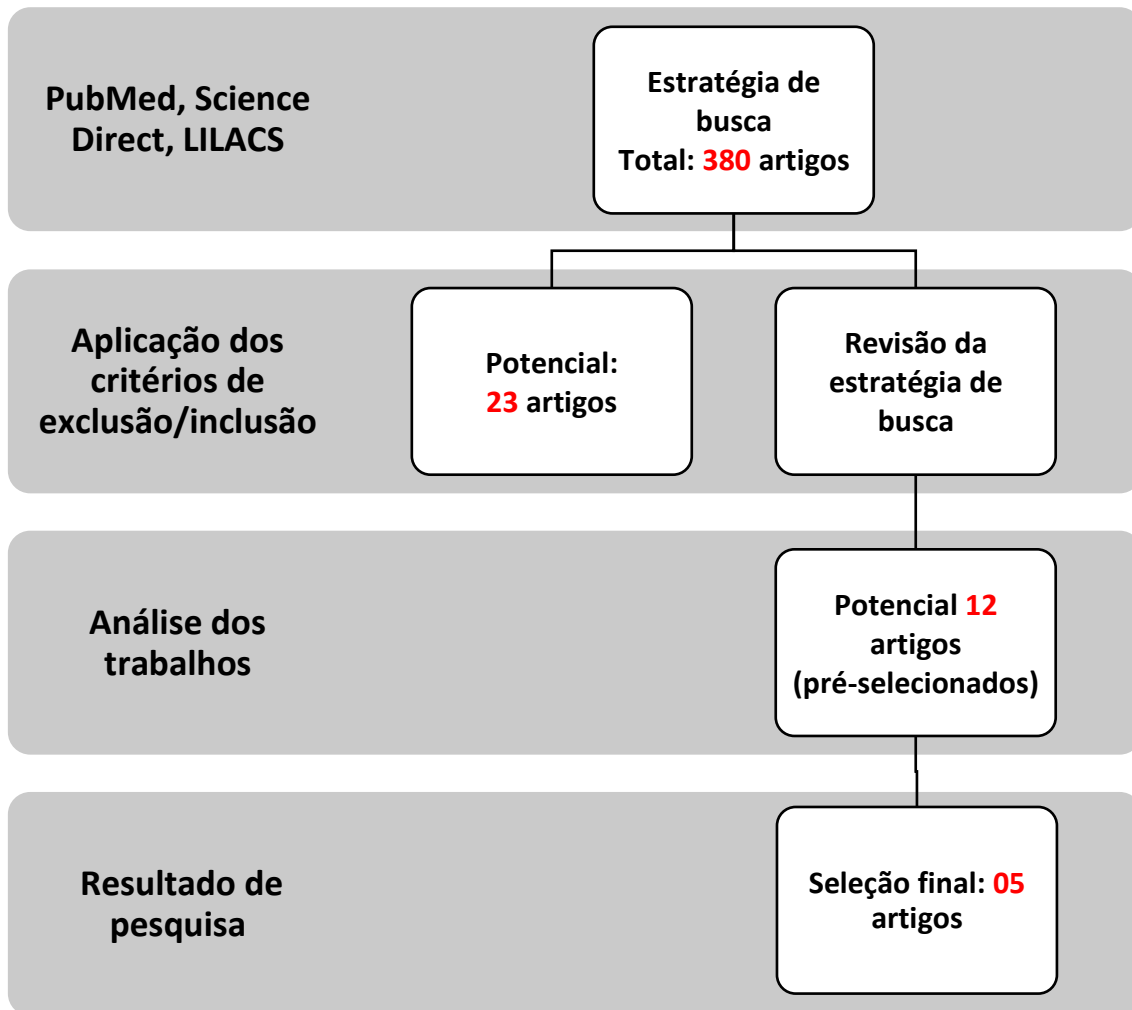 PubMed, Science
Direct, LILACS
Estratégia de
busca
Total: 380 artigos
Aplicação dos
critérios de
exclusão/inclusão
Potencial:
23 artigos
Revisão da
estratégia de
busca
Análise dos
trabalhos
Potencial 12
artigos
(pré-selecionados)
Resultado de
pesquisa
Seleção final: 05
artigos